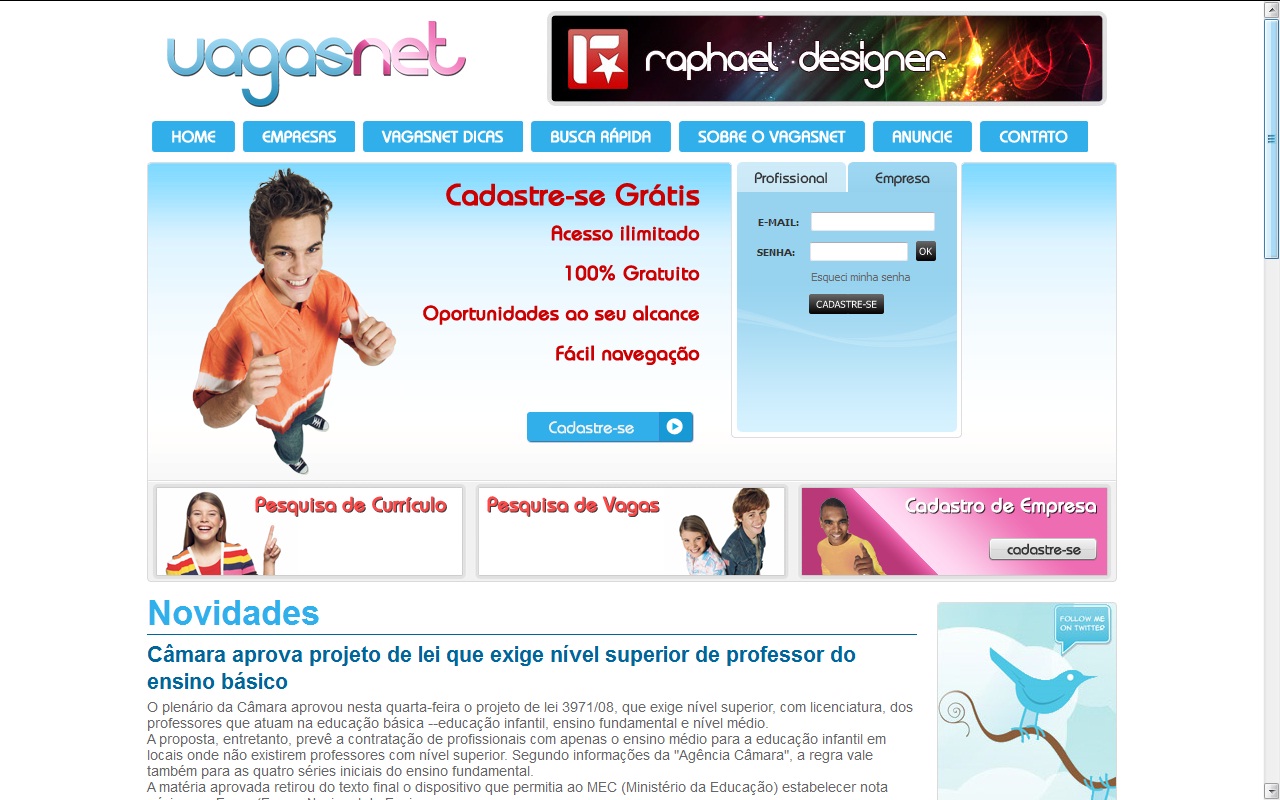 vagasnet
raphael designer
HOME
EMPRESAS
VAGASNET DICAS
BUSCA RÁPIDA
SOBRE O VAGASNET
ANUNCIE
CONTATO
Cadastre-se Grátis
Acesso ilimitado
100% Gratuito
Oportunidades ao seu alcance
Fácil navegação
Cadastre-se
Profissional
Empresa
E-MAIL:
SENHA:
OK
Esqueci minha senha
CADASTRE-SE
Pesquisa de Currículo
Pesquisa de Vagas
Cadastro de Empresa
cadastre-se
Novidades
Câmara aprova projeto de lei que exige nível superior de professor do
ensino básico
O plenário da Câmara aprovou nesta quarta-feira o projeto de lei 3971/08, que exige nível superior, com licenciatura, dos
professores que atuam na educação básica --educação infantil, ensino fundamental e nível médio.
A proposta, entretanto, prevê a contratação de profissionais com apenas o ensino médio para a educação infantil em
locais onde não existirem professores com nível superior. Segundo informações da "Agência Câmara", a regra vale
também para as quatro séries iniciais do ensino fundamental.
A matéria aprovada retirou do texto final o dispositivo que permitia ao MEC (Ministério da Educação) estabelecer nota
FOLLOW ME
ON TWITTER